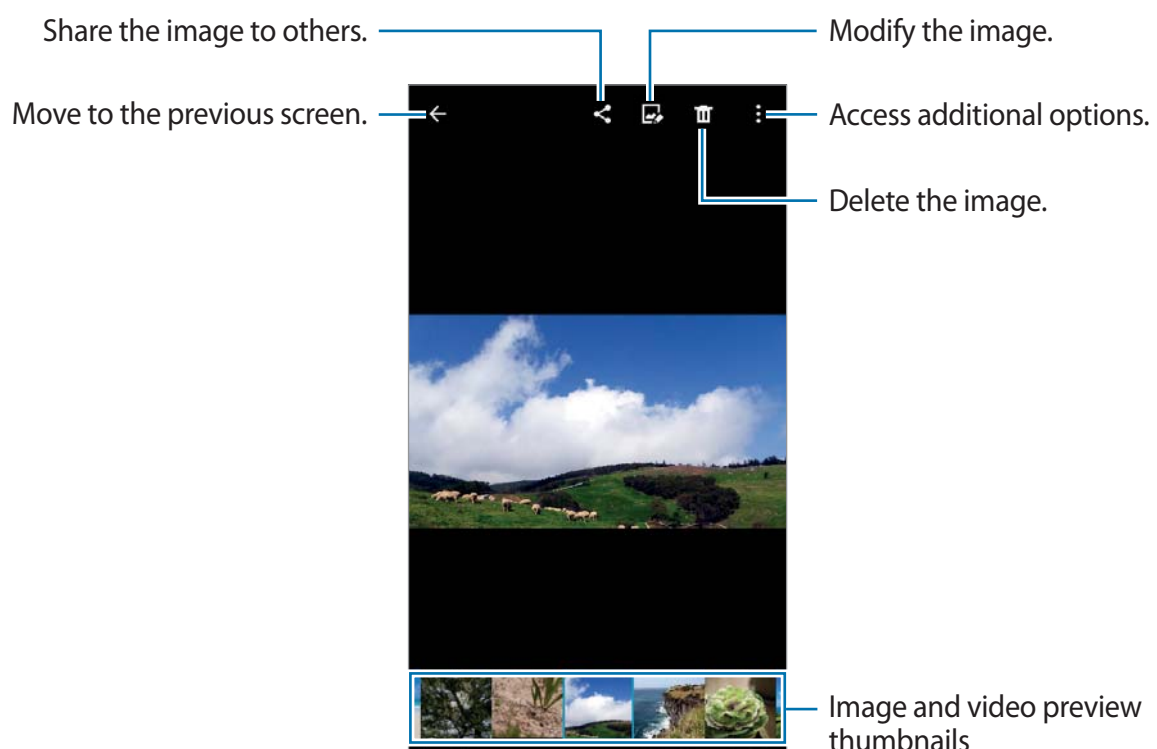 Share the image to others.
Modify the image.
Move to the previous screen.
Access additional options.
Delete the image.
Image and video preview
thumbnails